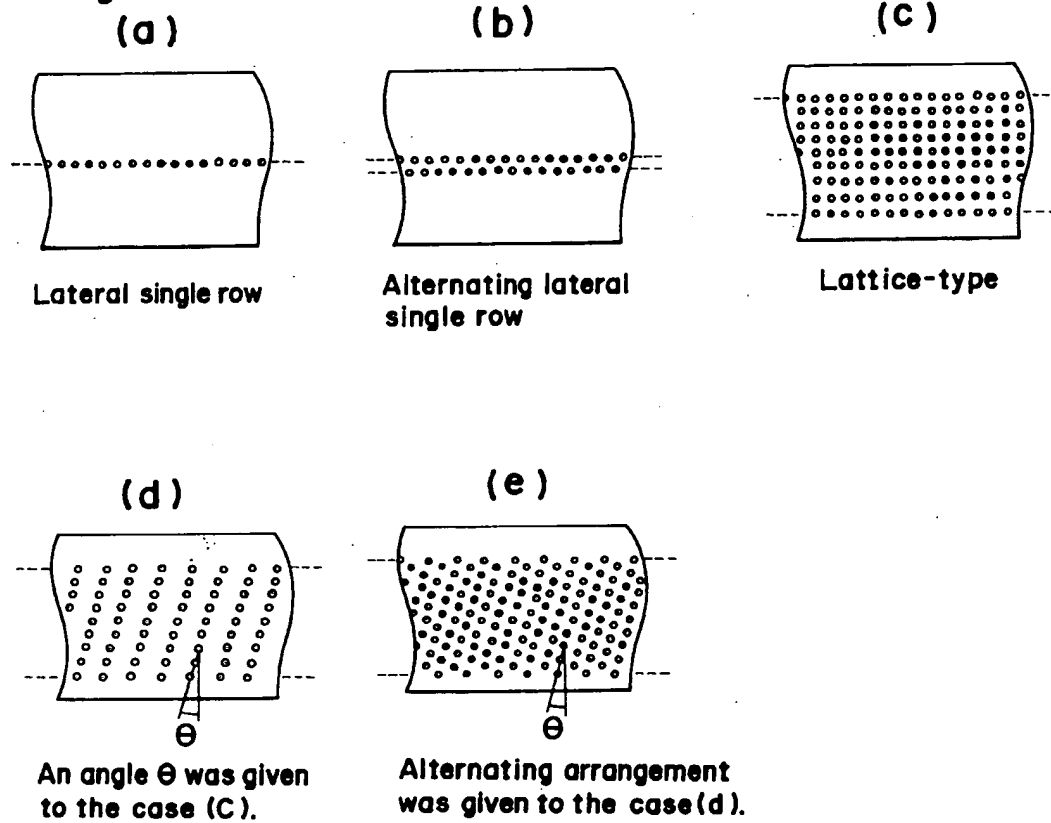 (a)
(b)
(c)
Lateral single row
Alternating lateral
single row
Lattice-type
(d)
(e)
θ
θ
An angle θ was given
to the case (C).
Alternating arrangement
was given to the case(d).